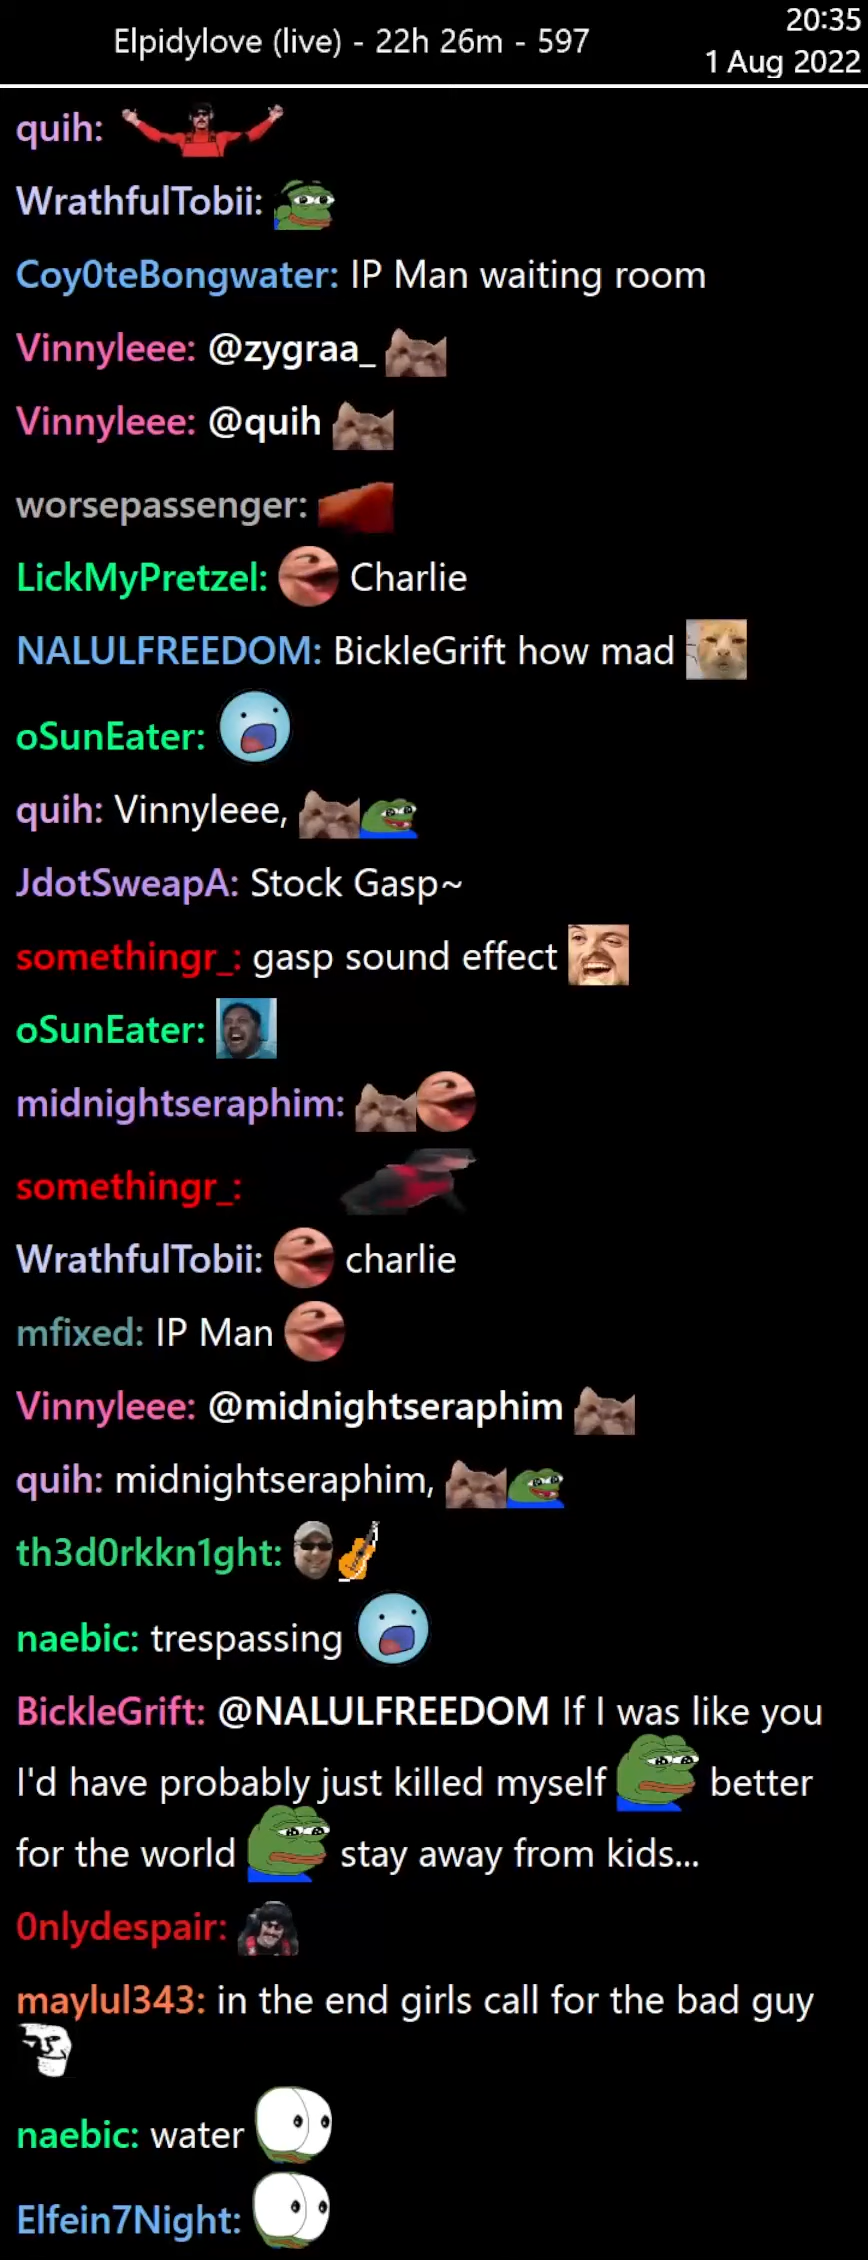 Elpidylove (live) - 22h 26m - 597
20:35
1 Aug 2022
quih:
WrathfulTobii:
Coy0teBongwater: IP Man waiting room
Vinnyleee: @zygraa_
Vinnyleee: @quih
worsepassenger:
LickMyPretzel: Charlie
NALULFREEDOM: BickleGrift how mad
oSunEater:
quih: Vinnyleee,
JdotSweapA: Stock Gasp~
somethingr_: gasp sound effect
oSunEater:
midnightseraphim:
somethingr_:
WrathfulTobii: charlie
mfixed: IP Man
Vinnyleee: @midnightseraphim
quih: midnightseraphim,
th3d0rkkn1ght:
naebic: trespassing
BickleGrift: @NALULFREEDOM If I was like you
I'd have probably just killed myself better
for the world stay away from kids...
0nlydespair:
maylul343: in the end girls call for the bad guy
naebic: water
Elfein7Night: